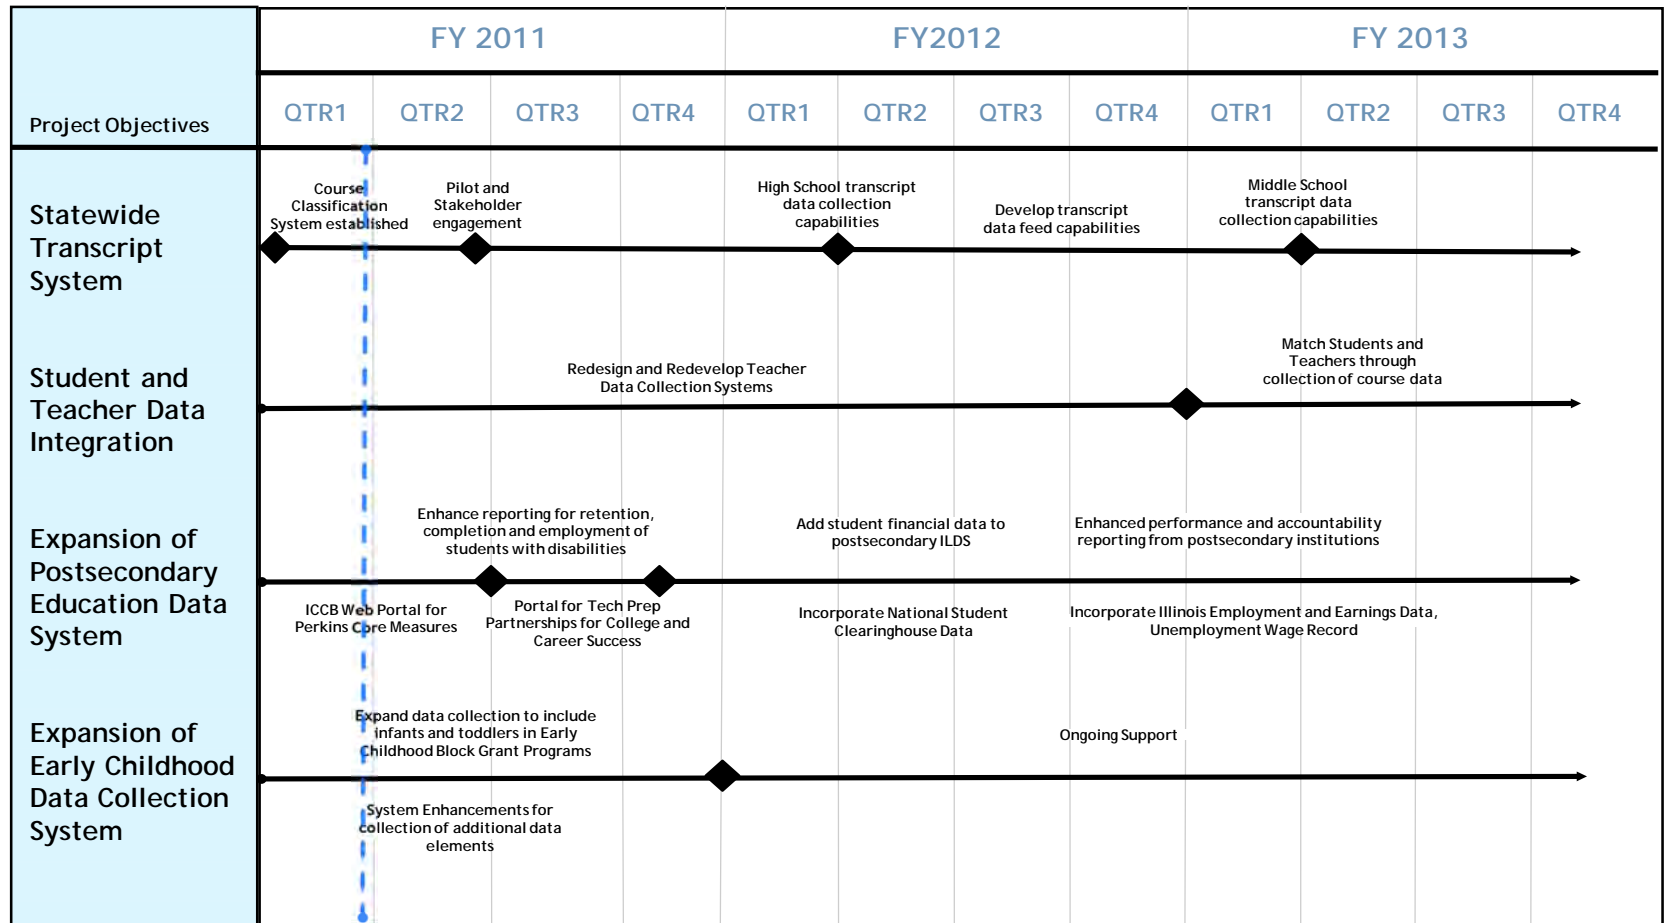 FY 2011 FY2012 FY 2013
Project Objectives
QTR1 QTR2 QTR3 QTR4 QTR1 QTR2 QTR3 QTR4 QTR1 QTR2 QTR3 QTR4
Statewide
Transcript
System
Course
Classification
System established
Pilot and
Stakeholder
engagement
High School transcript
data collection
capabilities
Develop transcript
data feed capabilities
Middle School
transcript data
collection capabilities
Student and
Teacher Data
Integration
Redesign and Redevelop Teacher
Data Collection Systems
Match Students and
Teachers through
collection of course data
Expansion of
Postsecondary
Education Data
System
Enhance reporting for retention,
completion and employment of
students with disabilities
Add student financial data to
postsecondary ILDS
Enhanced performance and accountability
reporting from postsecondary institutions
ICCB Web Portal for
Perkins Core Measures
Portal for Tech Prep
Partnerships for College and
Career Success
Incorporate National Student
Clearinghouse Data
Incorporate Illinois Employment and Earnings Data,
Unemployment Wage Record
Expansion of
Early Childhood
Data Collection
System
Expand data collection to include
infants and toddlers in Early
Childhood Block Grant Programs
Ongoing Support
System Enhancements for
collection of additional data
elements